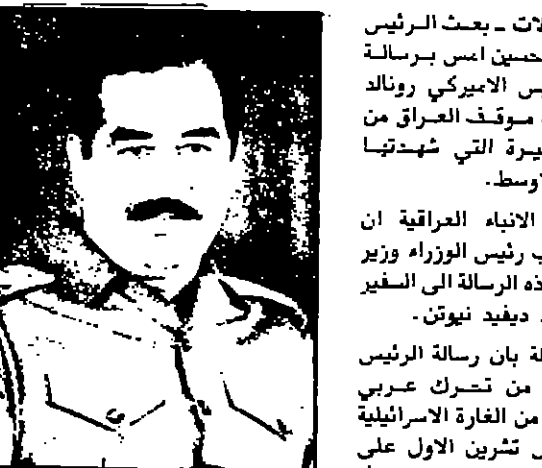 لات - بعث الرئيس
حسين امس برسالة
يس الاميركي رونالد
موقف العراق من
يرة التي شهدتها
لاوسط.
الانباء العراقية ان
ب رئيس الوزراء وزير
ذه الرسالة الى السفير
ديفيد نيوتن.
لة بان رسالة الرئيس
من تحرك عربي
من الغارة الاسرائيلية
تشرين الاول على